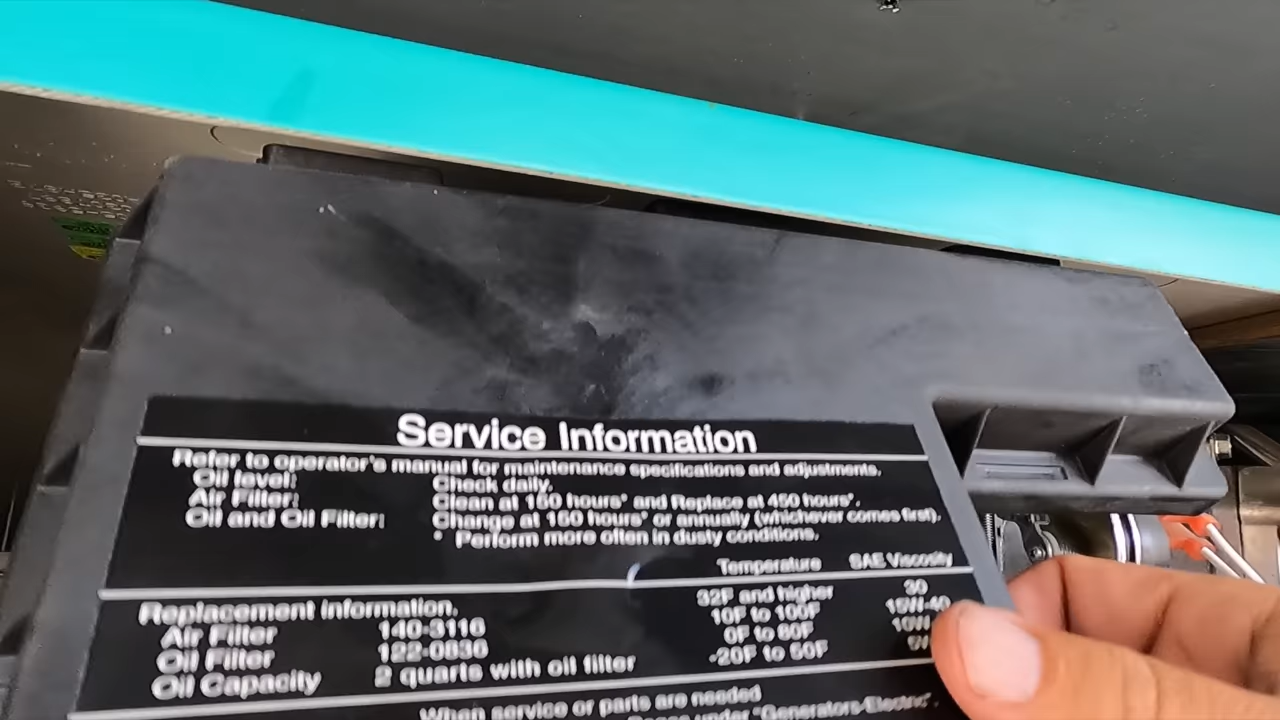 Service Information
Refer to operator's manual for maintenance specifications and adjustments.
Oil level: Check daily.
Air Filter: Clean at 150 hours* and Replace at 450 hours*.
Oil and Oil Filter: Change at 150 hours* or annually (whichever comes first).
* Perform more often in dusty conditions.
Temperature SAE Viscosity
Replacement information. 32F and higher 30
Air Filter 140-3116 10F to 100F 15W-40
Oil Filter 122-0836 0F to 80F 10W
Oil Capacity 2 quarts with oil filter -20F to 50F
When service or parts are needed
under "Generators-Electric".